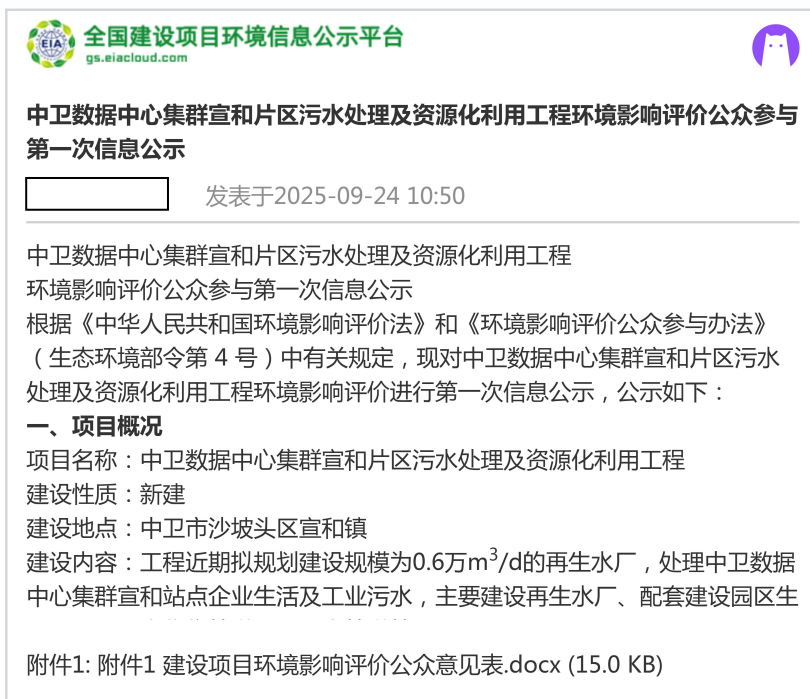 EIA
全国建设项目环境信息公示平台
gs.eiacloud.com
中卫数据中心集群宣和片区污水处理及资源化利用工程环境影响评价公众参与
第一次信息公示
发表于2025-09-24 10:50
中卫数据中心集群宣和片区污水处理及资源化利用工程
环境影响评价公众参与第一次信息公示
根据《中华人民共和国环境影响评价法》和《环境影响评价公众参与办法》
（生态环境部令第 4 号）中有关规定，现对中卫数据中心集群宣和片区污水
处理及资源化利用工程环境影响评价进行第一次信息公示，公示如下：
一、项目概况
项目名称：中卫数据中心集群宣和片区污水处理及资源化利用工程
建设性质：新建
建设地点：中卫市沙坡头区宣和镇
建设内容：工程近期拟规划建设规模为0.6万m³/d的再生水厂，处理中卫数据
中心集群宣和站点企业生活及工业污水，主要建设再生水厂、配套建设园区生
附件1: 附件1 建设项目环境影响评价公众意见表.docx (15.0 KB)